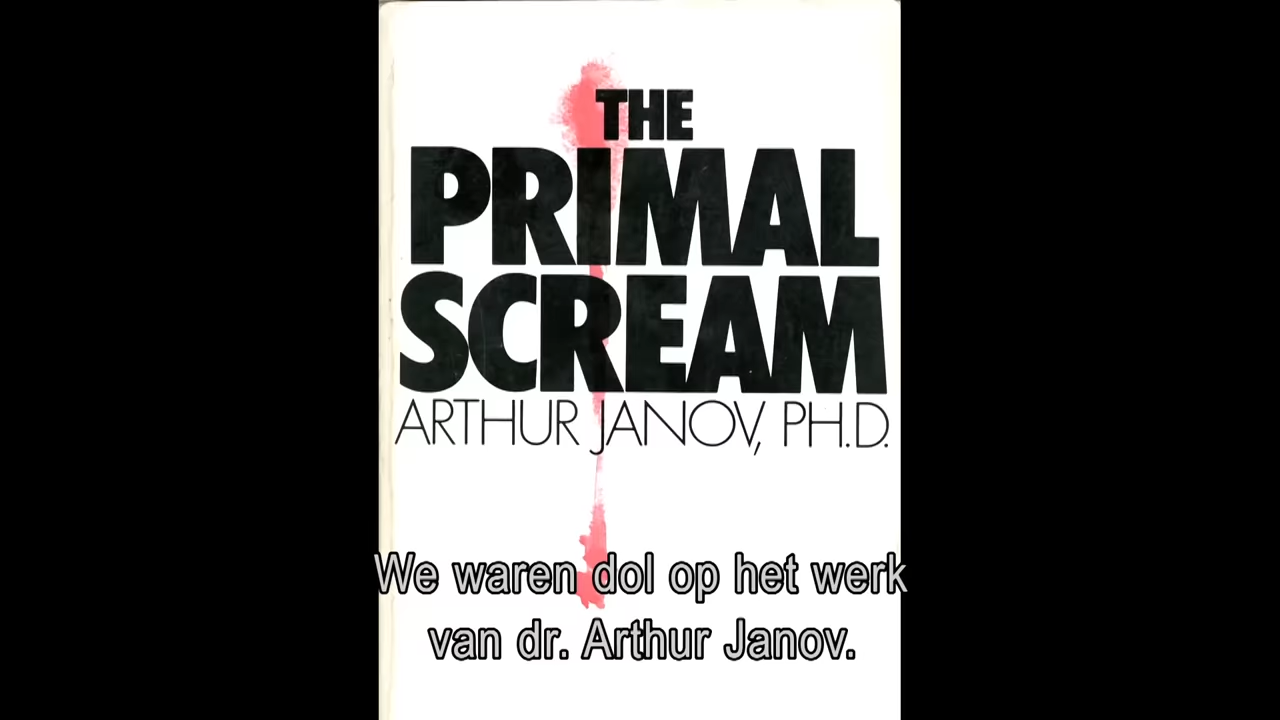 THE
PRIMAL
SCREAM
ARTHUR JANOV, PH.D.
We waren dol op het werk
van dr. Arthur Janov.